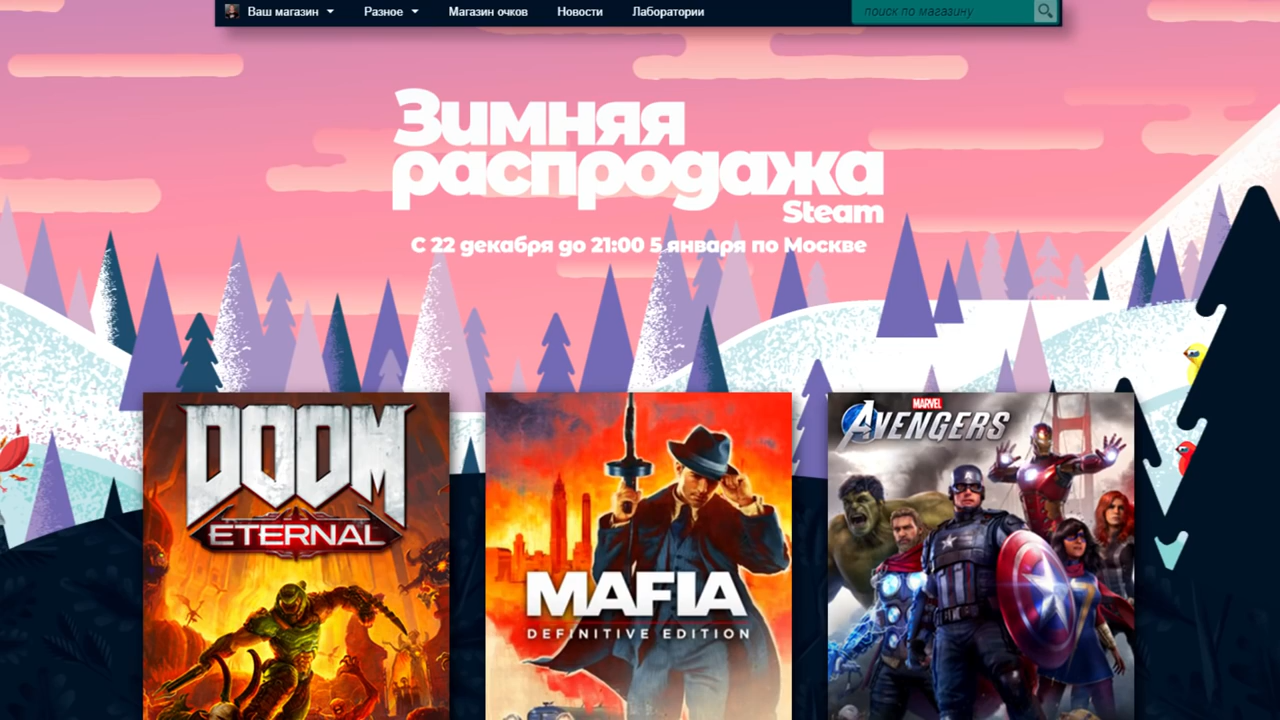 Ваш магазин
Разное
Магазин очков
Новости
Лаборатории
поиск по магазину
Зимняя
распродажа
Steam
С 22 декабря до 21:00 5 января по Москве
DOOM
ETERNAL
MAFIA
DEFINITIVE EDITION
MARVEL
AVENGERS